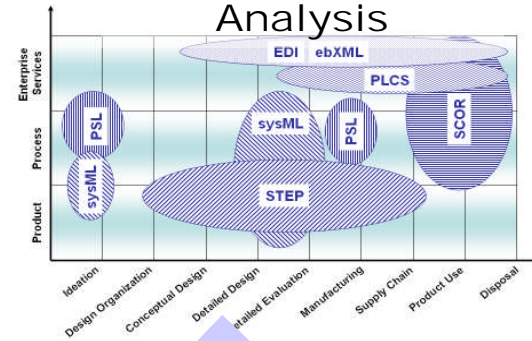 Analysis
Enterprise
Services
Process
Product
EDI ebXML
PLCS
PSL
sysML
PSL
SCOR
sysML
STEP
Ideation
Design Organization
Conceptual Design
Detailed Design
etailed Evaluation
Manufacturing
Supply Chain
Product Use
Disposal